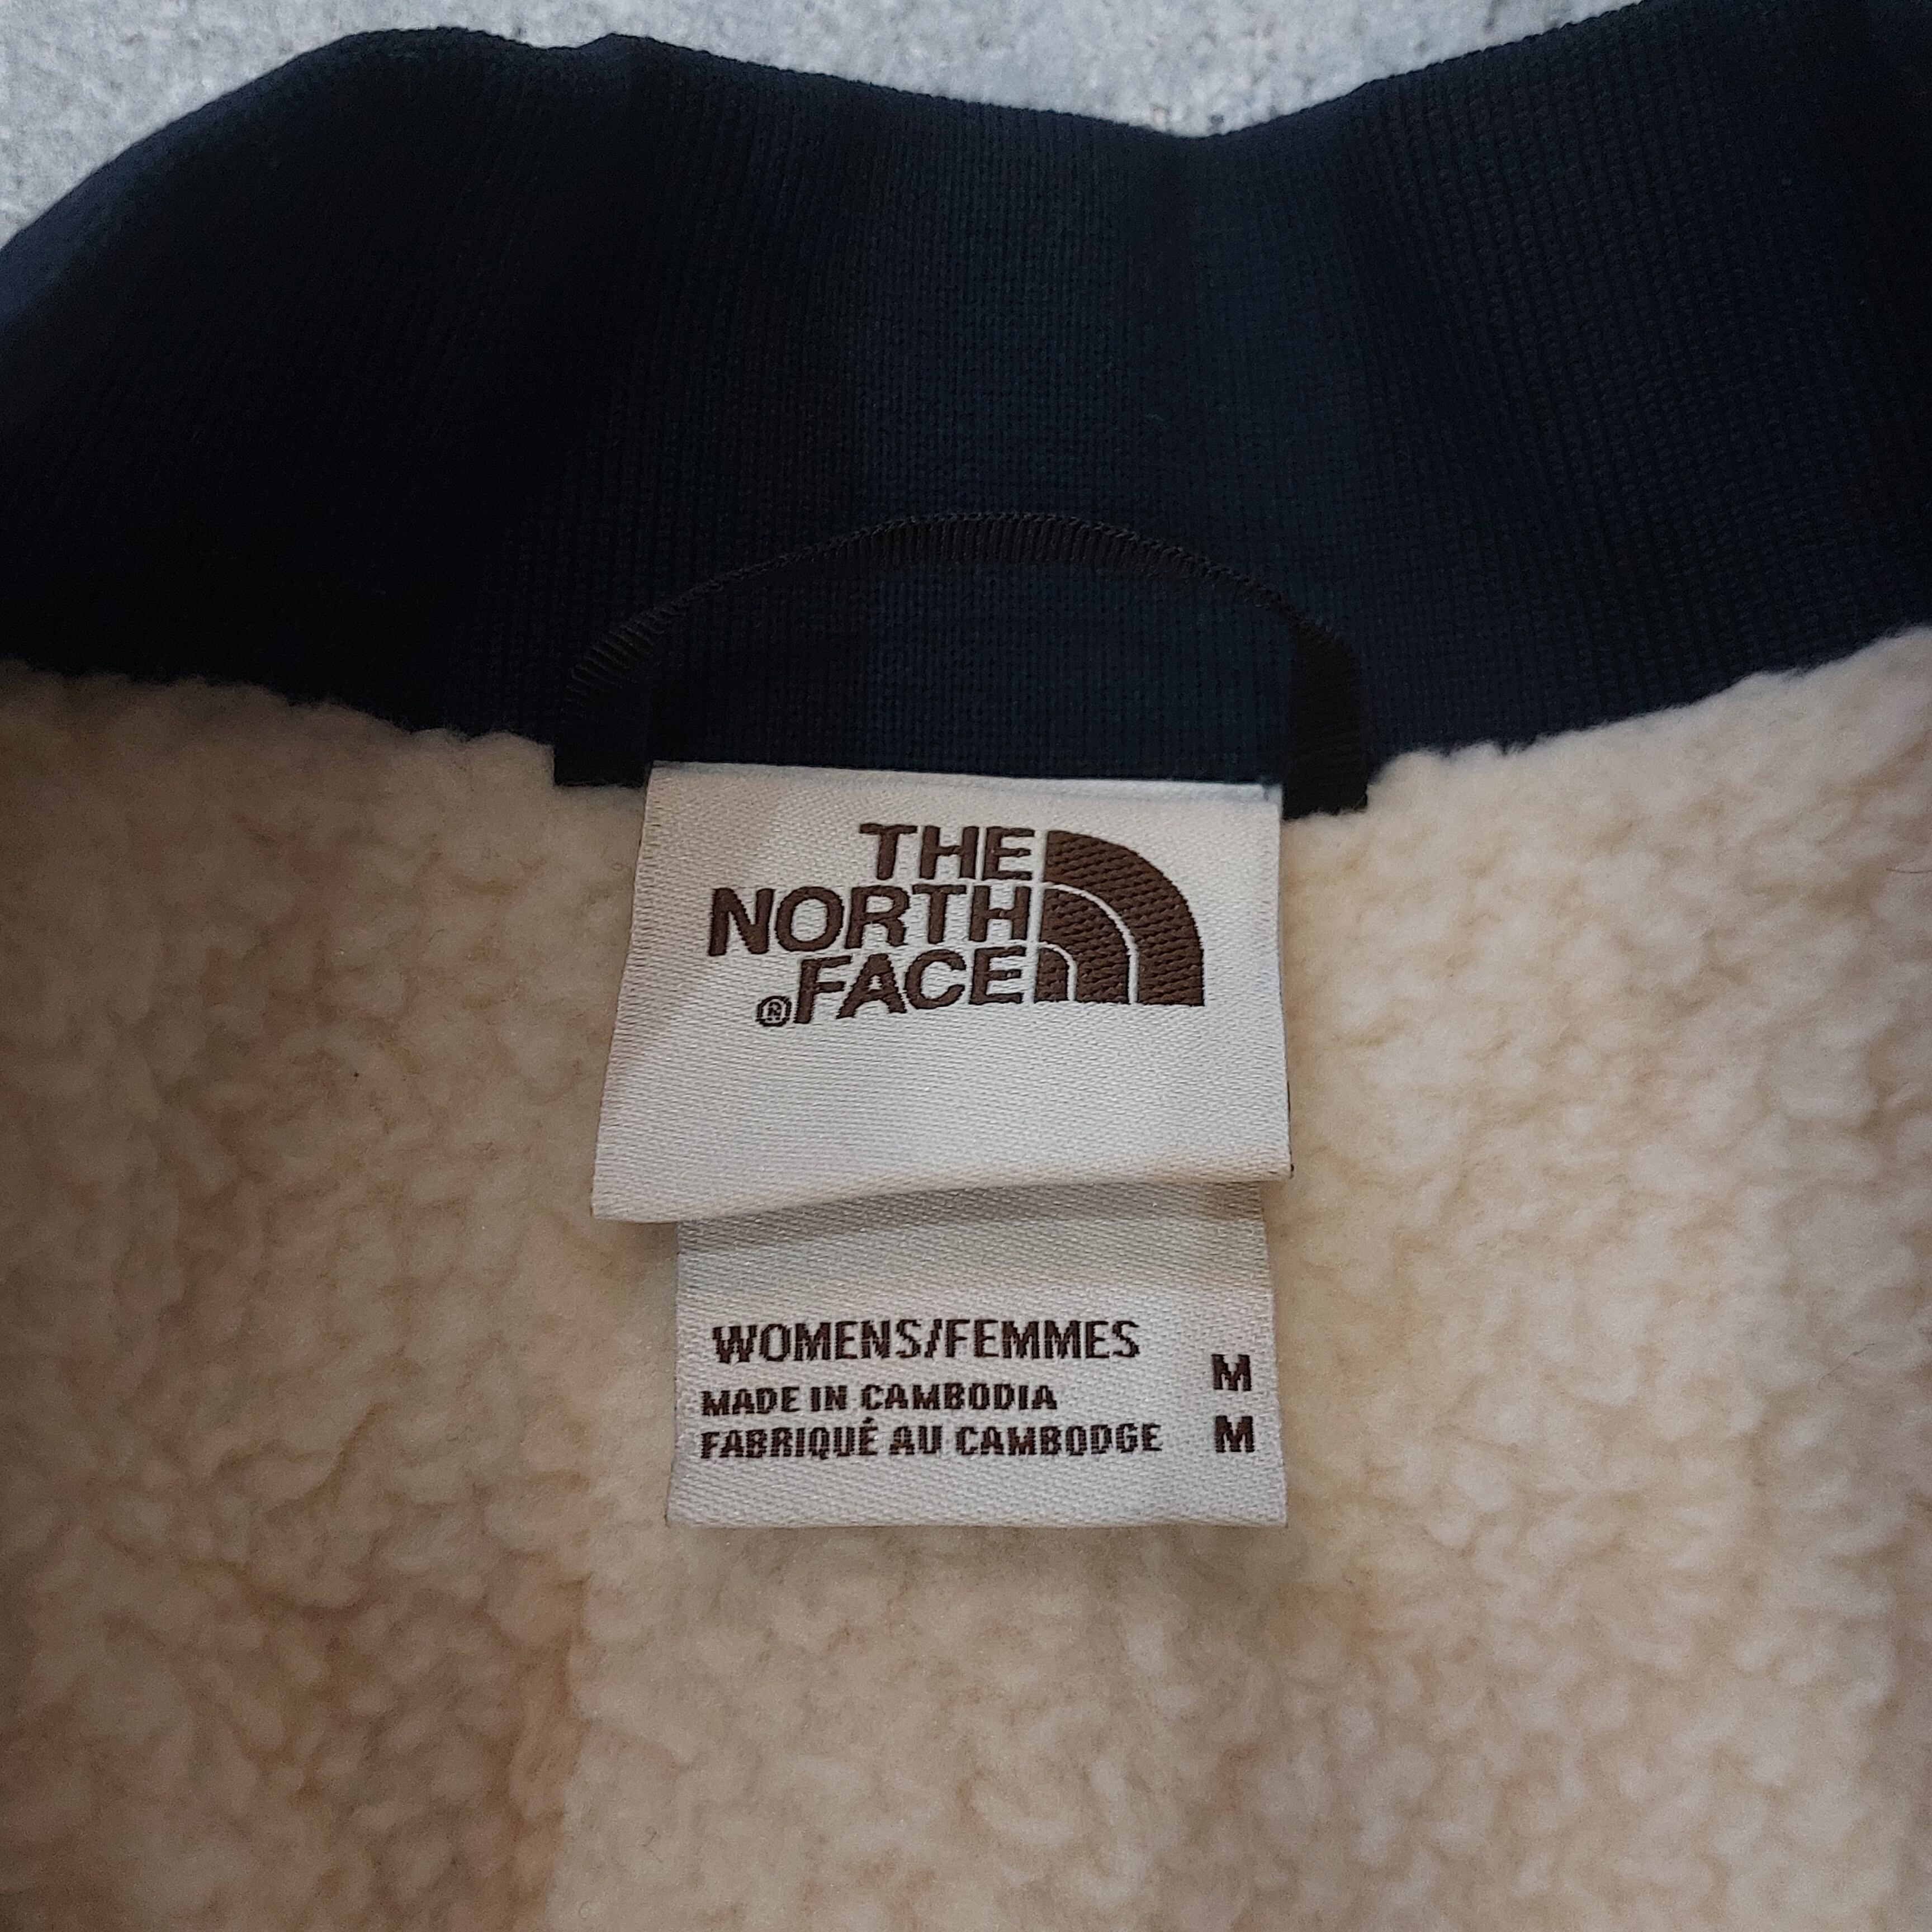 THE
NORTH
®FACE
WOMENS/FEMMES
M
MADE IN CAMBODIA
FABRIQUÉ AU CAMBODGE
M